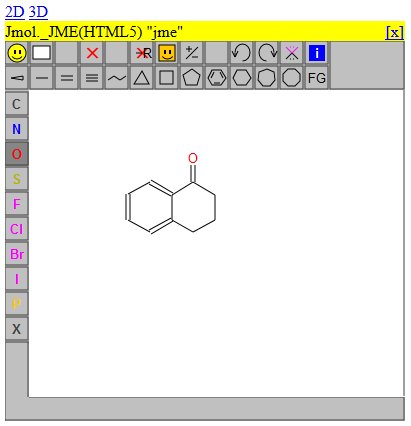 2D 3D
Jmol._JME(HTML5) "jme" [x]
R +/- i
FG
C
N
O
O
S
F
Cl
Br
I
P
X